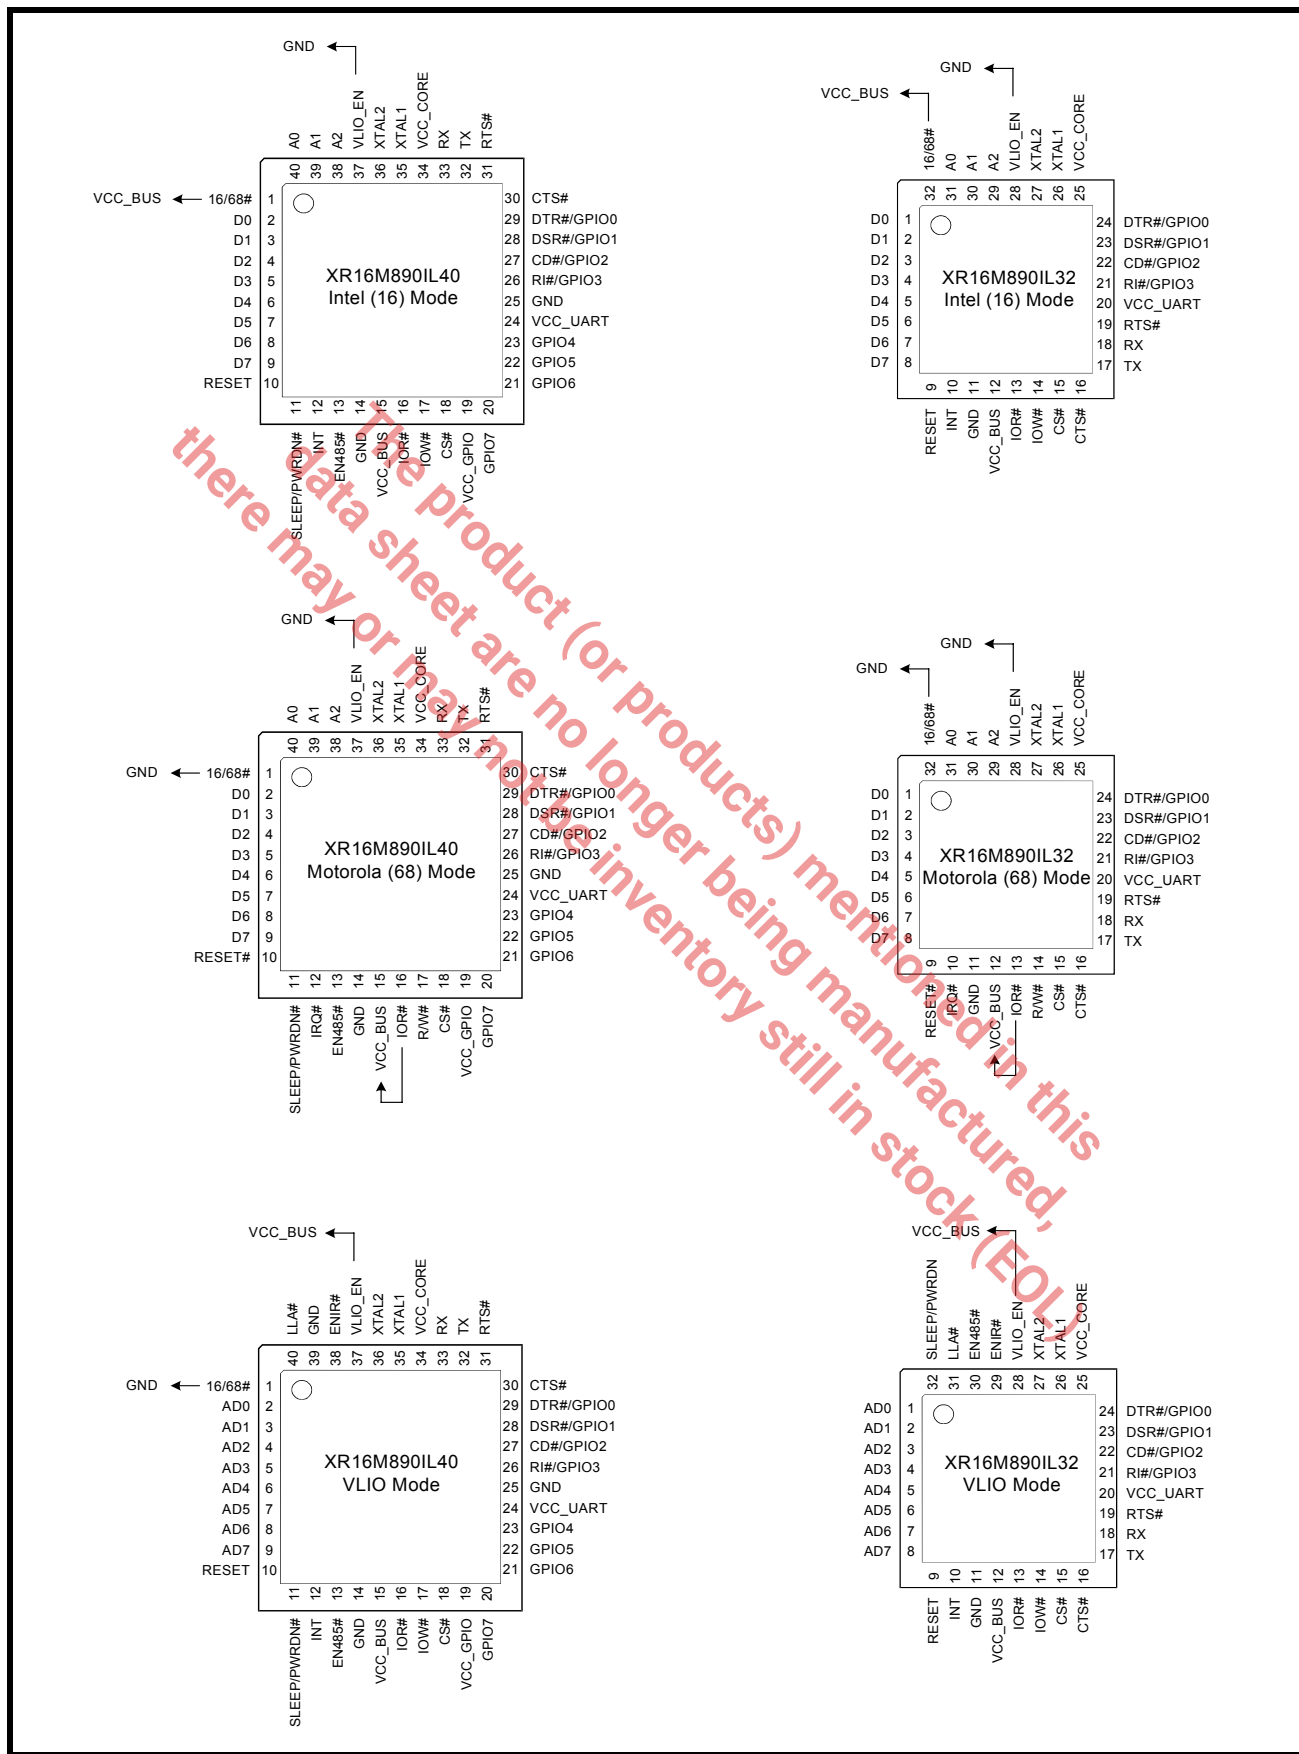 GND
A0
A1
A2
VLIO_EN
XTAL2
XTAL1
VCC_CORE
RX
TX
RTS#
40 39 38 37 36 35 34 33 32 31
VCC_BUS 16/68# 1
D0 2
D1 3
D2 4
D3 5
D4 6
D5 7
D6 8
D7 9
RESET 10
XR16M890IL40
Intel (16) Mode
30 CTS#
29 DTR#/GPIO0
28 DSR#/GPIO1
27 CD#/GPIO2
26 RI#/GPIO3
25 GND
24 VCC_UART
23 GPIO4
22 GPIO5
21 GPIO6
11 12 13 14 15 16 17 18 19 20
SLEEP/PWRDN#
INT
EN485#
GND
VCC_BUS
IOR#
IOW#
CS#
VCC_GPIO
GPIO7
GND
VCC_BUS
16/68#
A0
A1
A2
VLIO_EN
XTAL2
XTAL1
VCC_CORE
32 31 30 29 28 27 26 25
D0 1
D1 2
D2 3
D3 4
D4 5
D5 6
D6 7
D7 8
XR16M890IL32
Intel (16) Mode
24 DTR#/GPIO0
23 DSR#/GPIO1
22 CD#/GPIO2
21 RI#/GPIO3
20 VCC_UART
19 RTS#
18 RX
17 TX
9 10 11 12 13 14 15 16
RESET
INT
GND
VCC_BUS
IOR#
IOW#
CS#
CTS#
GND
A0
A1
A2
VLIO_EN
XTAL2
XTAL1
VCC_CORE
RX
TX
RTS#
40 39 38 37 36 35 34 33 32 31
GND 16/68# 1
D0 2
D1 3
D2 4
D3 5
D4 6
D5 7
D6 8
D7 9
RESET# 10
XR16M890IL40
Motorola (68) Mode
30 CTS#
29 DTR#/GPIO0
28 DSR#/GPIO1
27 CD#/GPIO2
26 RI#/GPIO3
25 GND
24 VCC_UART
23 GPIO4
22 GPIO5
21 GPIO6
11 12 13 14 15 16 17 18 19 20
SLEEP/PWRDN#
IRQ#
EN485#
GND
VCC_BUS
IOR#
R/W#
CS#
VCC_GPIO
GPIO7
GND
GND
16/68#
A0
A1
A2
VLIO_EN
XTAL2
XTAL1
VCC_CORE
32 31 30 29 28 27 26 25
D0 1
D1 2
D2 3
D3 4
D4 5
D5 6
D6 7
D7 8
XR16M890IL32
Motorola (68) Mode
24 DTR#/GPIO0
23 DSR#/GPIO1
22 CD#/GPIO2
21 RI#/GPIO3
20 VCC_UART
19 RTS#
18 RX
17 TX
9 10 11 12 13 14 15 16
RESET#
IRQ#
GND
VCC_BUS
IOR#
R/W#
CS#
CTS#
VCC_BUS
LLA#
GND
ENIR#
VLIO_EN
XTAL2
XTAL1
VCC_CORE
RX
TX
RTS#
40 39 38 37 36 35 34 33 32 31
GND 16/68# 1
AD0 2
AD1 3
AD2 4
AD3 5
AD4 6
AD5 7
AD6 8
AD7 9
RESET 10
XR16M890IL40
VLIO Mode
30 CTS#
29 DTR#/GPIO0
28 DSR#/GPIO1
27 CD#/GPIO2
26 RI#/GPIO3
25 GND
24 VCC_UART
23 GPIO4
22 GPIO5
21 GPIO6
11 12 13 14 15 16 17 18 19 20
SLEEP/PWRDN#
INT
EN485#
GND
VCC_BUS
IOR#
IOW#
CS#
VCC_GPIO
GPIO7
VCC_BUS
SLEEP/PWRDN
LLA#
EN485#
ENIR#
VLIO_EN
XTAL2
XTAL1
VCC_CORE
32 31 30 29 28 27 26 25
AD0 1
AD1 2
AD2 3
AD3 4
AD4 5
AD5 6
AD6 7
AD7 8
XR16M890IL32
VLIO Mode
24 DTR#/GPIO0
23 DSR#/GPIO1
22 CD#/GPIO2
21 RI#/GPIO3
20 VCC_UART
19 RTS#
18 RX
17 TX
9 10 11 12 13 14 15 16
RESET
INT
GND
VCC_BUS
IOR#
IOW#
CS#
CTS#
The product (or products) mentioned in this
data sheet are no longer being manufactured,
there may or may not be inventory still in stock (EOL)